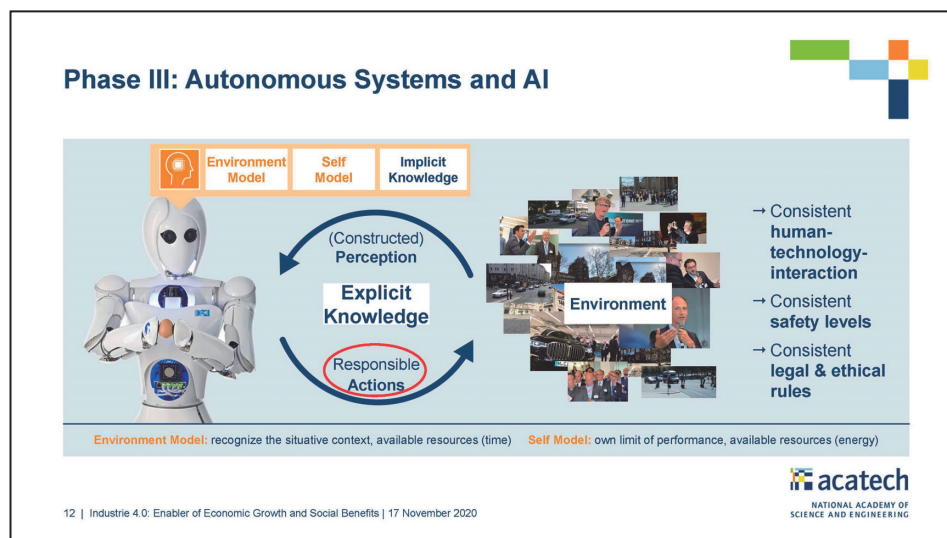 Phase III: Autonomous Systems and AI
Environment
Model
Self
Model
Implicit
Knowledge
(Constructed)
Perception
Explicit
Knowledge
Responsible
Actions
Environment
→ Consistent
human-
technology-
interaction
→ Consistent
safety levels
→ Consistent
legal & ethical
rules
Environment Model: recognize the situative context, available resources (time) Self Model: own limit of performance, available resources (energy)
acatech
NATIONAL ACADEMY OF
SCIENCE AND ENGINEERING
12 | Industrie 4.0: Enabler of Economic Growth and Social Benefits | 17 November 2020